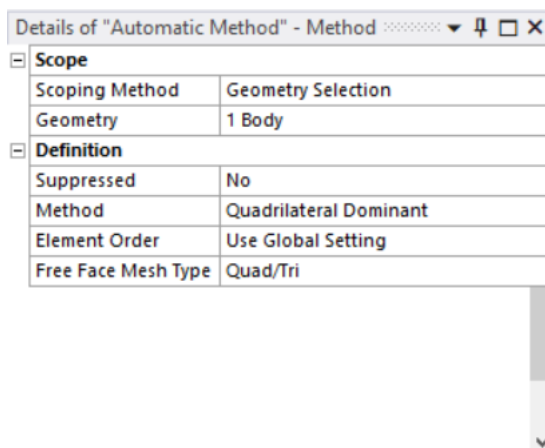 Details of "Automatic Method" - Method
Scope
Scoping Method Geometry Selection
Geometry 1 Body
Definition
Suppressed No
Method Quadrilateral Dominant
Element Order Use Global Setting
Free Face Mesh Type Quad/Tri